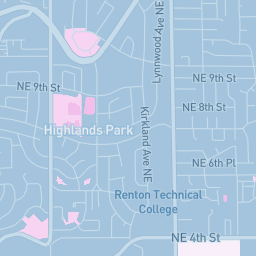 Lynnwood Ave NE
NE 9th St
NE 9th St
NE 8th St
Kirkland Ave NE
Highlands Park
NE 6th Pl
Renton Technical
College
NE 4th St